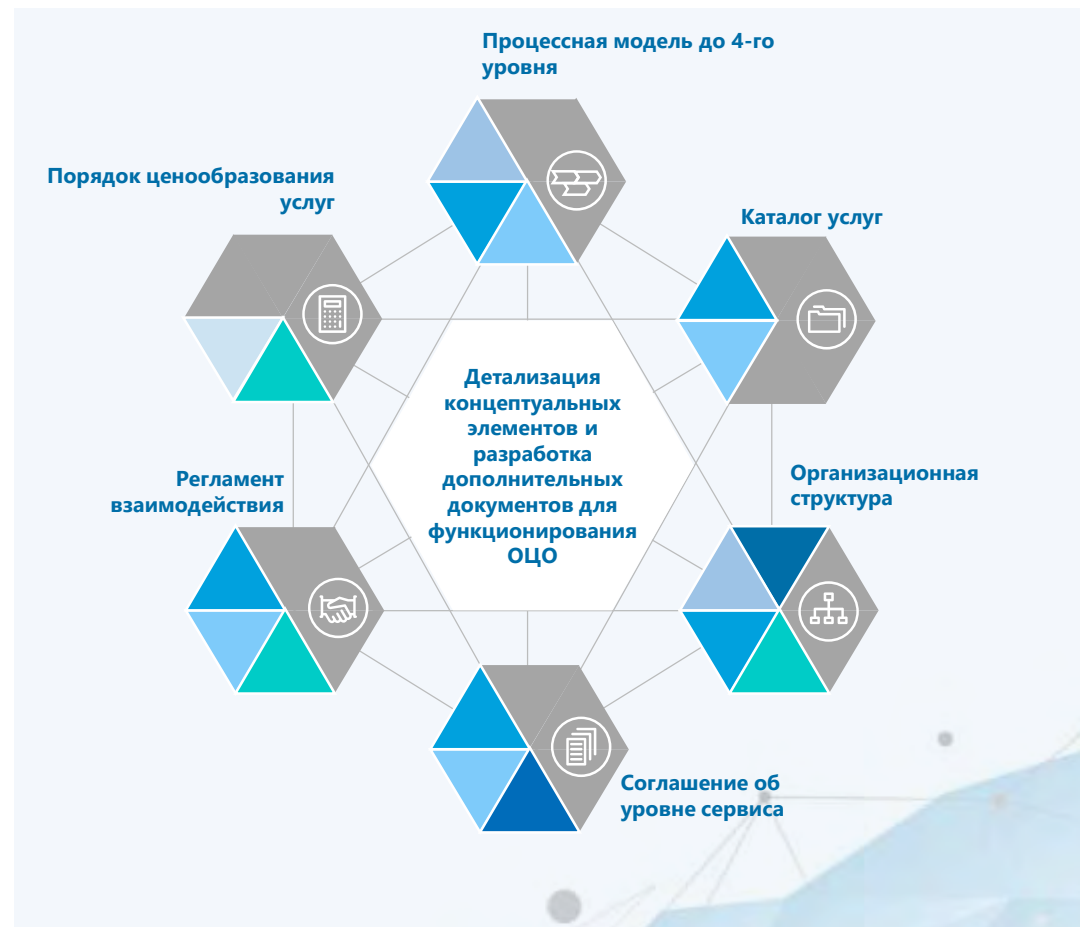 Процессная модель до 4-го
уровня
Порядок ценообразования
услуг
Каталог услуг
Детализация
концептуальных
элементов и
разработка
дополнительных
документов для
функционирования
ОЦО
Регламент
взаимодействия
Организационная
структура
Соглашение об
уровне сервиса